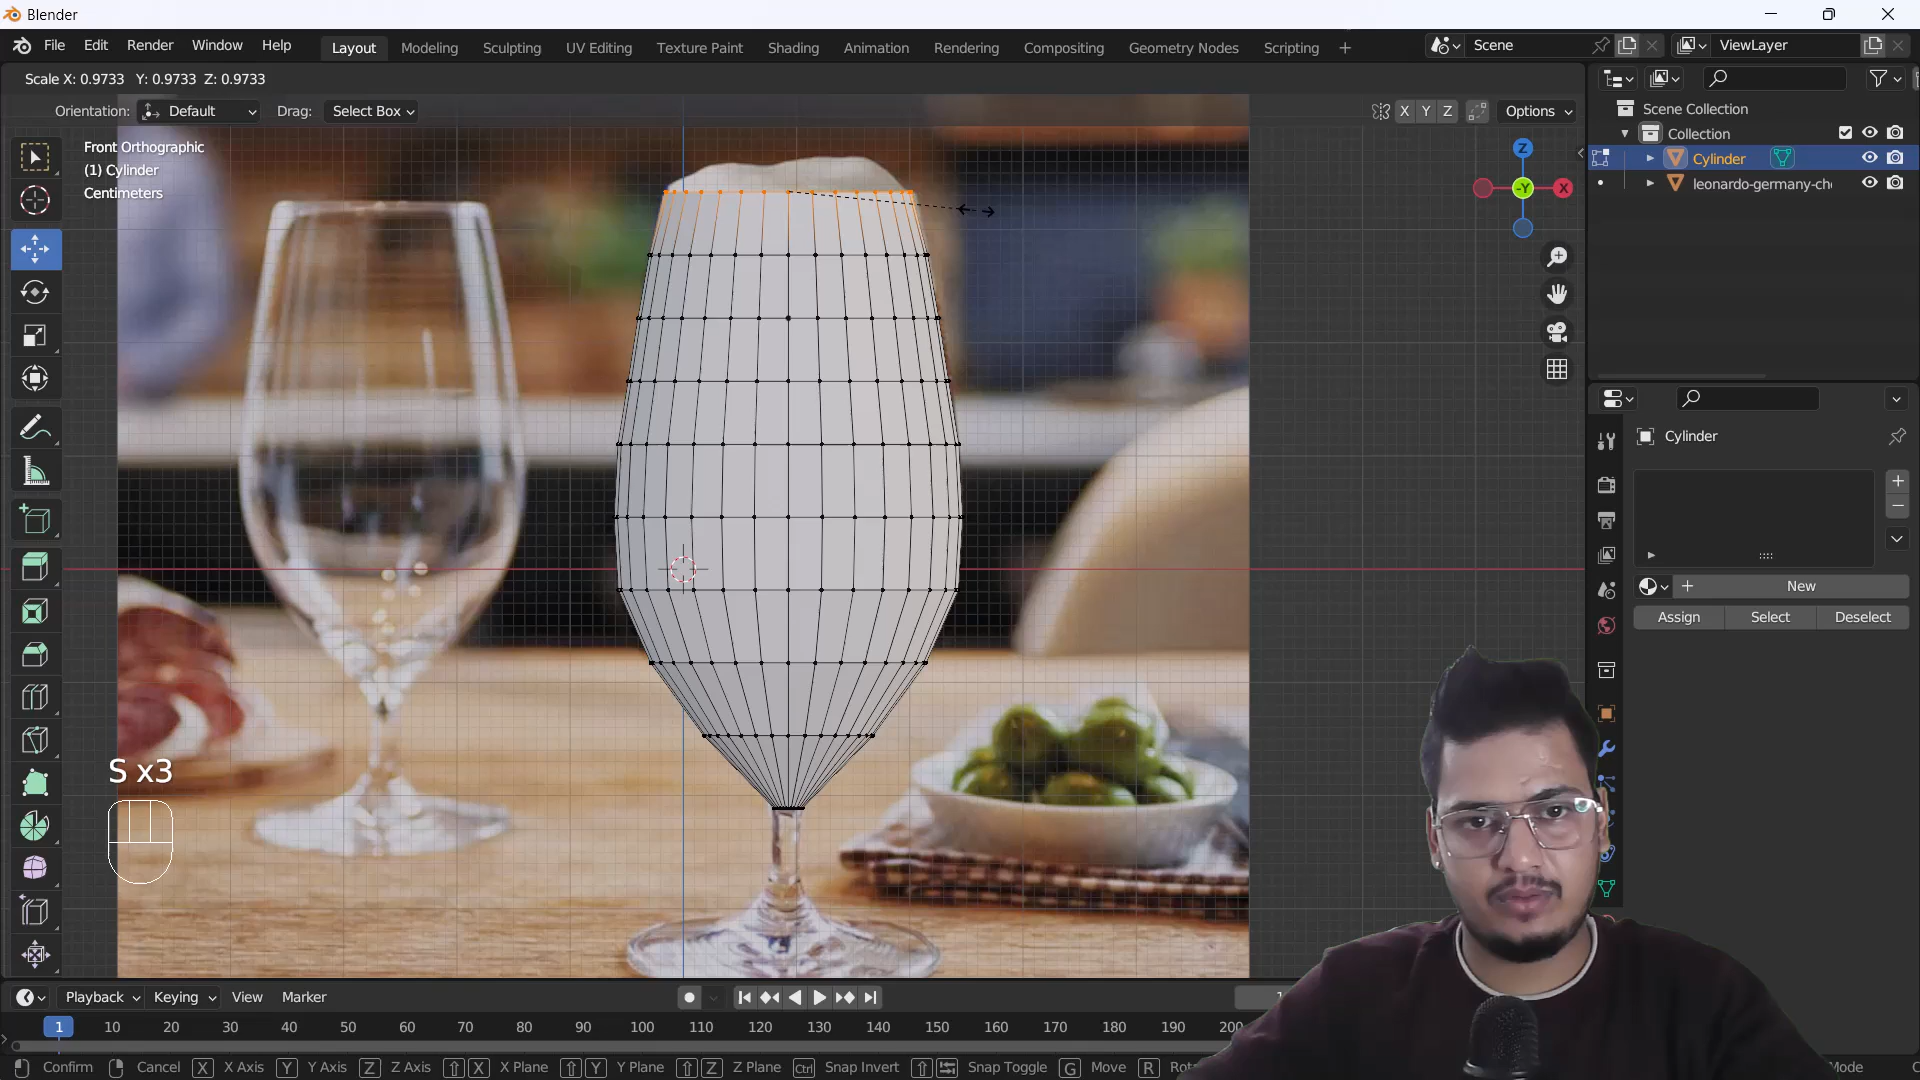 Blender
File Edit Render Window Help
Layout Modeling Sculpting UV Editing Texture Paint Shading Animation Rendering Compositing Geometry Nodes Scripting +
Scene
ViewLayer
Scale X: 0.9733 Y: 0.9733 Z: 0.9733
Orientation: Default Drag: Select Box
X Y Z Options
Front Orthographic
(1) Cylinder
Centimeters
Z
-Y
X
Scene Collection
Collection
Cylinder
leonardo-germany-ch
Cylinder
New
Assign Select Deselect
S x3
Playback Keying View Marker
1
1 10 20 30 40 50 60 70 80 90 100 110 120 130 140 150 160 170 180 190 200
Confirm Cancel X X Axis Y Y Axis Z Z Axis X X Plane Y Y Plane Z Z Plane Ctrl Snap Invert Snap Toggle G Move R Mode